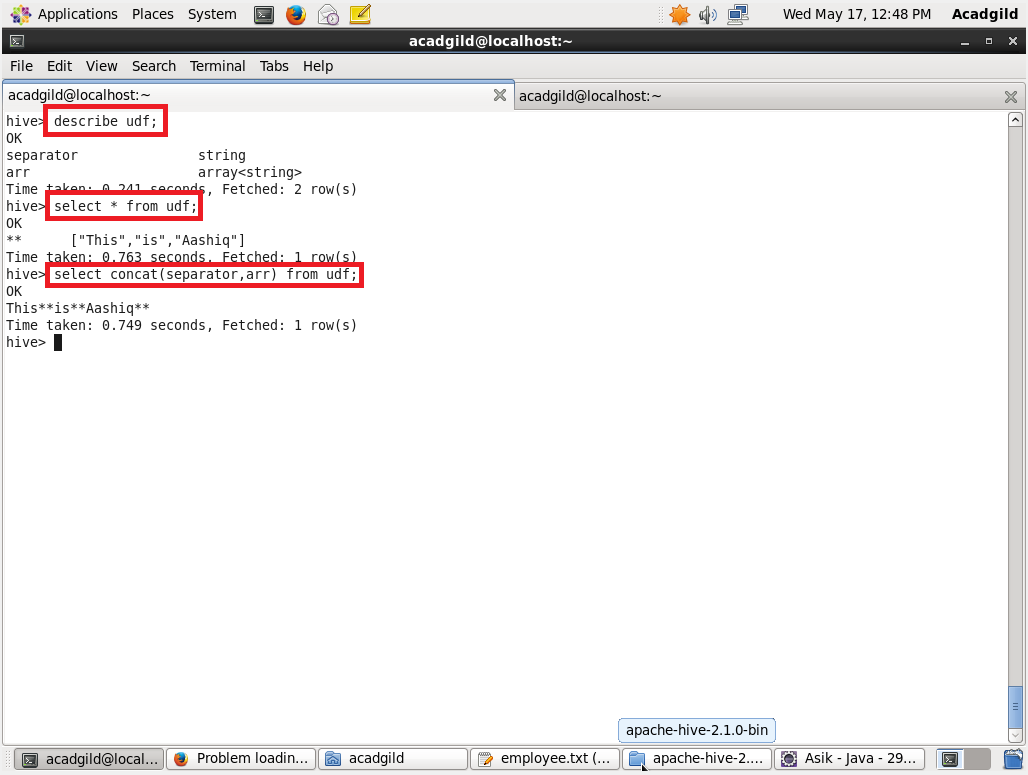 Applications Places System Wed May 17, 12:48 PM Acadgild
acadgild@localhost:~
File Edit View Search Terminal Tabs Help
acadgild@localhost:~ acadgild@localhost:~
hive> describe udf;
OK
separator string
arr array<string>
Time taken: 0.241 seconds, Fetched: 2 row(s)
hive> select * from udf;
OK
** ["This","is","Aashiq"]
Time taken: 0.763 seconds, Fetched: 1 row(s)
hive> select concat(separator,arr) from udf;
OK
This**is**Aashiq**
Time taken: 0.749 seconds, Fetched: 1 row(s)
hive>
apache-hive-2.1.0-bin
acadgild@local... Problem loadin... acadgild employee.txt (... apache-hive-2.... Asik - Java - 29...